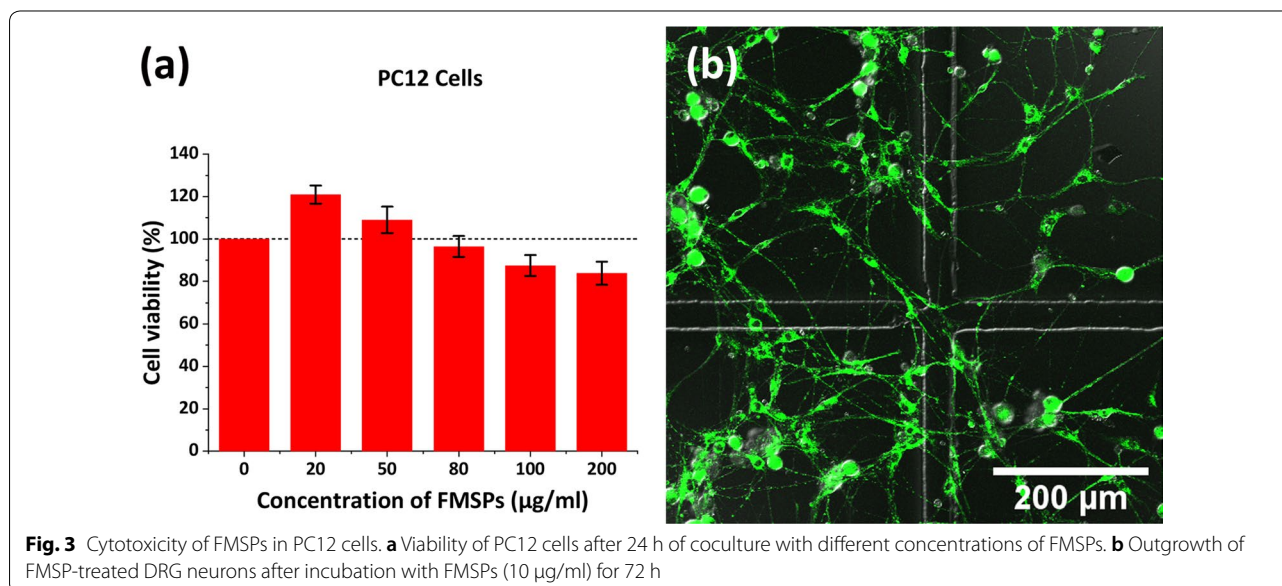 (a)
PC12 Cells
Cell viability (%)
140
120
100
80
60
40
20
0
0 20 50 80 100 200
Concentration of FMSPs (µg/ml)
(b)
200 µm
Fig. 3 Cytotoxicity of FMSPs in PC12 cells. a Viability of PC12 cells after 24 h of coculture with different concentrations of FMSPs. b Outgrowth of
FMSP-treated DRG neurons after incubation with FMSPs (10 µg/ml) for 72 h